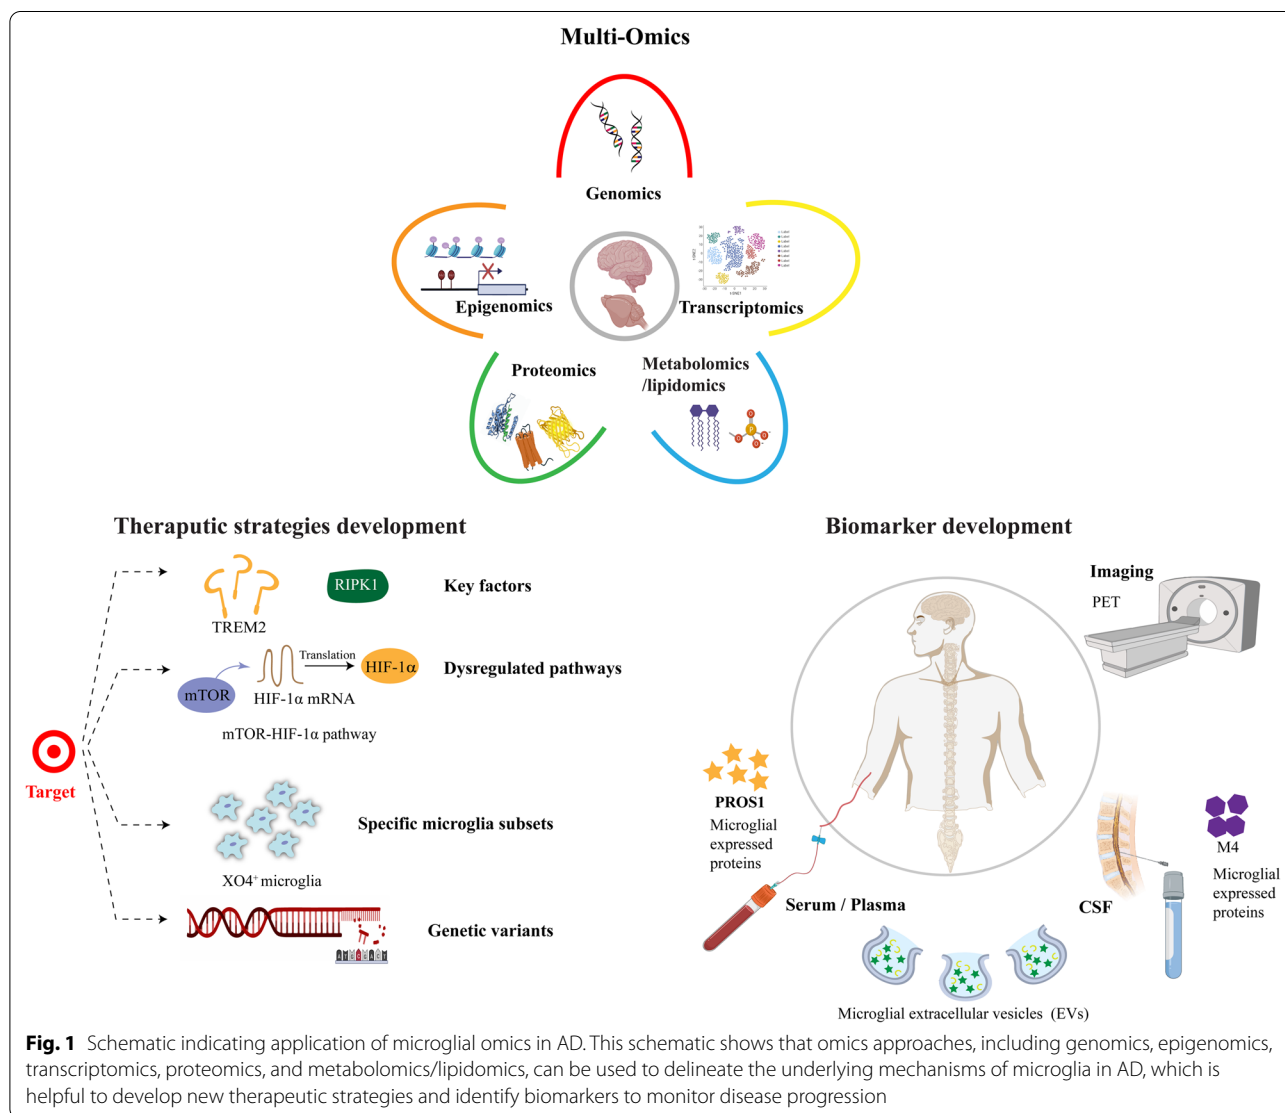 Multi-Omics
Genomics
Epigenomics
Transcriptomics
tSNE1
Proteomics
Metabolomics
/lipidomics
P
O
O
O
O
Theraputic strategies development
TREM2
RIPK1
Key factors
mTOR
HIF-1α mRNA
Translation
HIF-1α
Dysregulated pathways
mTOR-HIF-1α pathway
Target
XO4⁺ microglia
Specific microglia subsets
Genetic variants
Biomarker development
Imaging
PET
PROS1
Microglial
expressed
proteins
Serum / Plasma
CSF
M4
Microglial
expressed
proteins
Microglial extracellular vesicles (EVs)
Fig. 1 Schematic indicating application of microglial omics in AD. This schematic shows that omics approaches, including genomics, epigenomics,
transcriptomics, proteomics, and metabolomics/lipidomics, can be used to delineate the underlying mechanisms of microglia in AD, which is
helpful to develop new therapeutic strategies and identify biomarkers to monitor disease progression